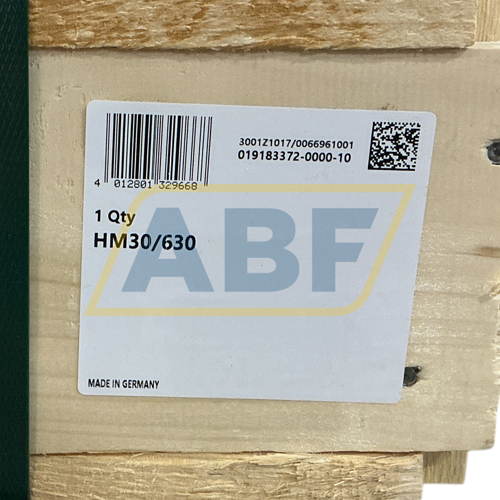 3001Z1017/0066961001
019183372-0000-10
4 012801 329668
1 Qty
HM30/630
ABF
MADE IN GERMANY